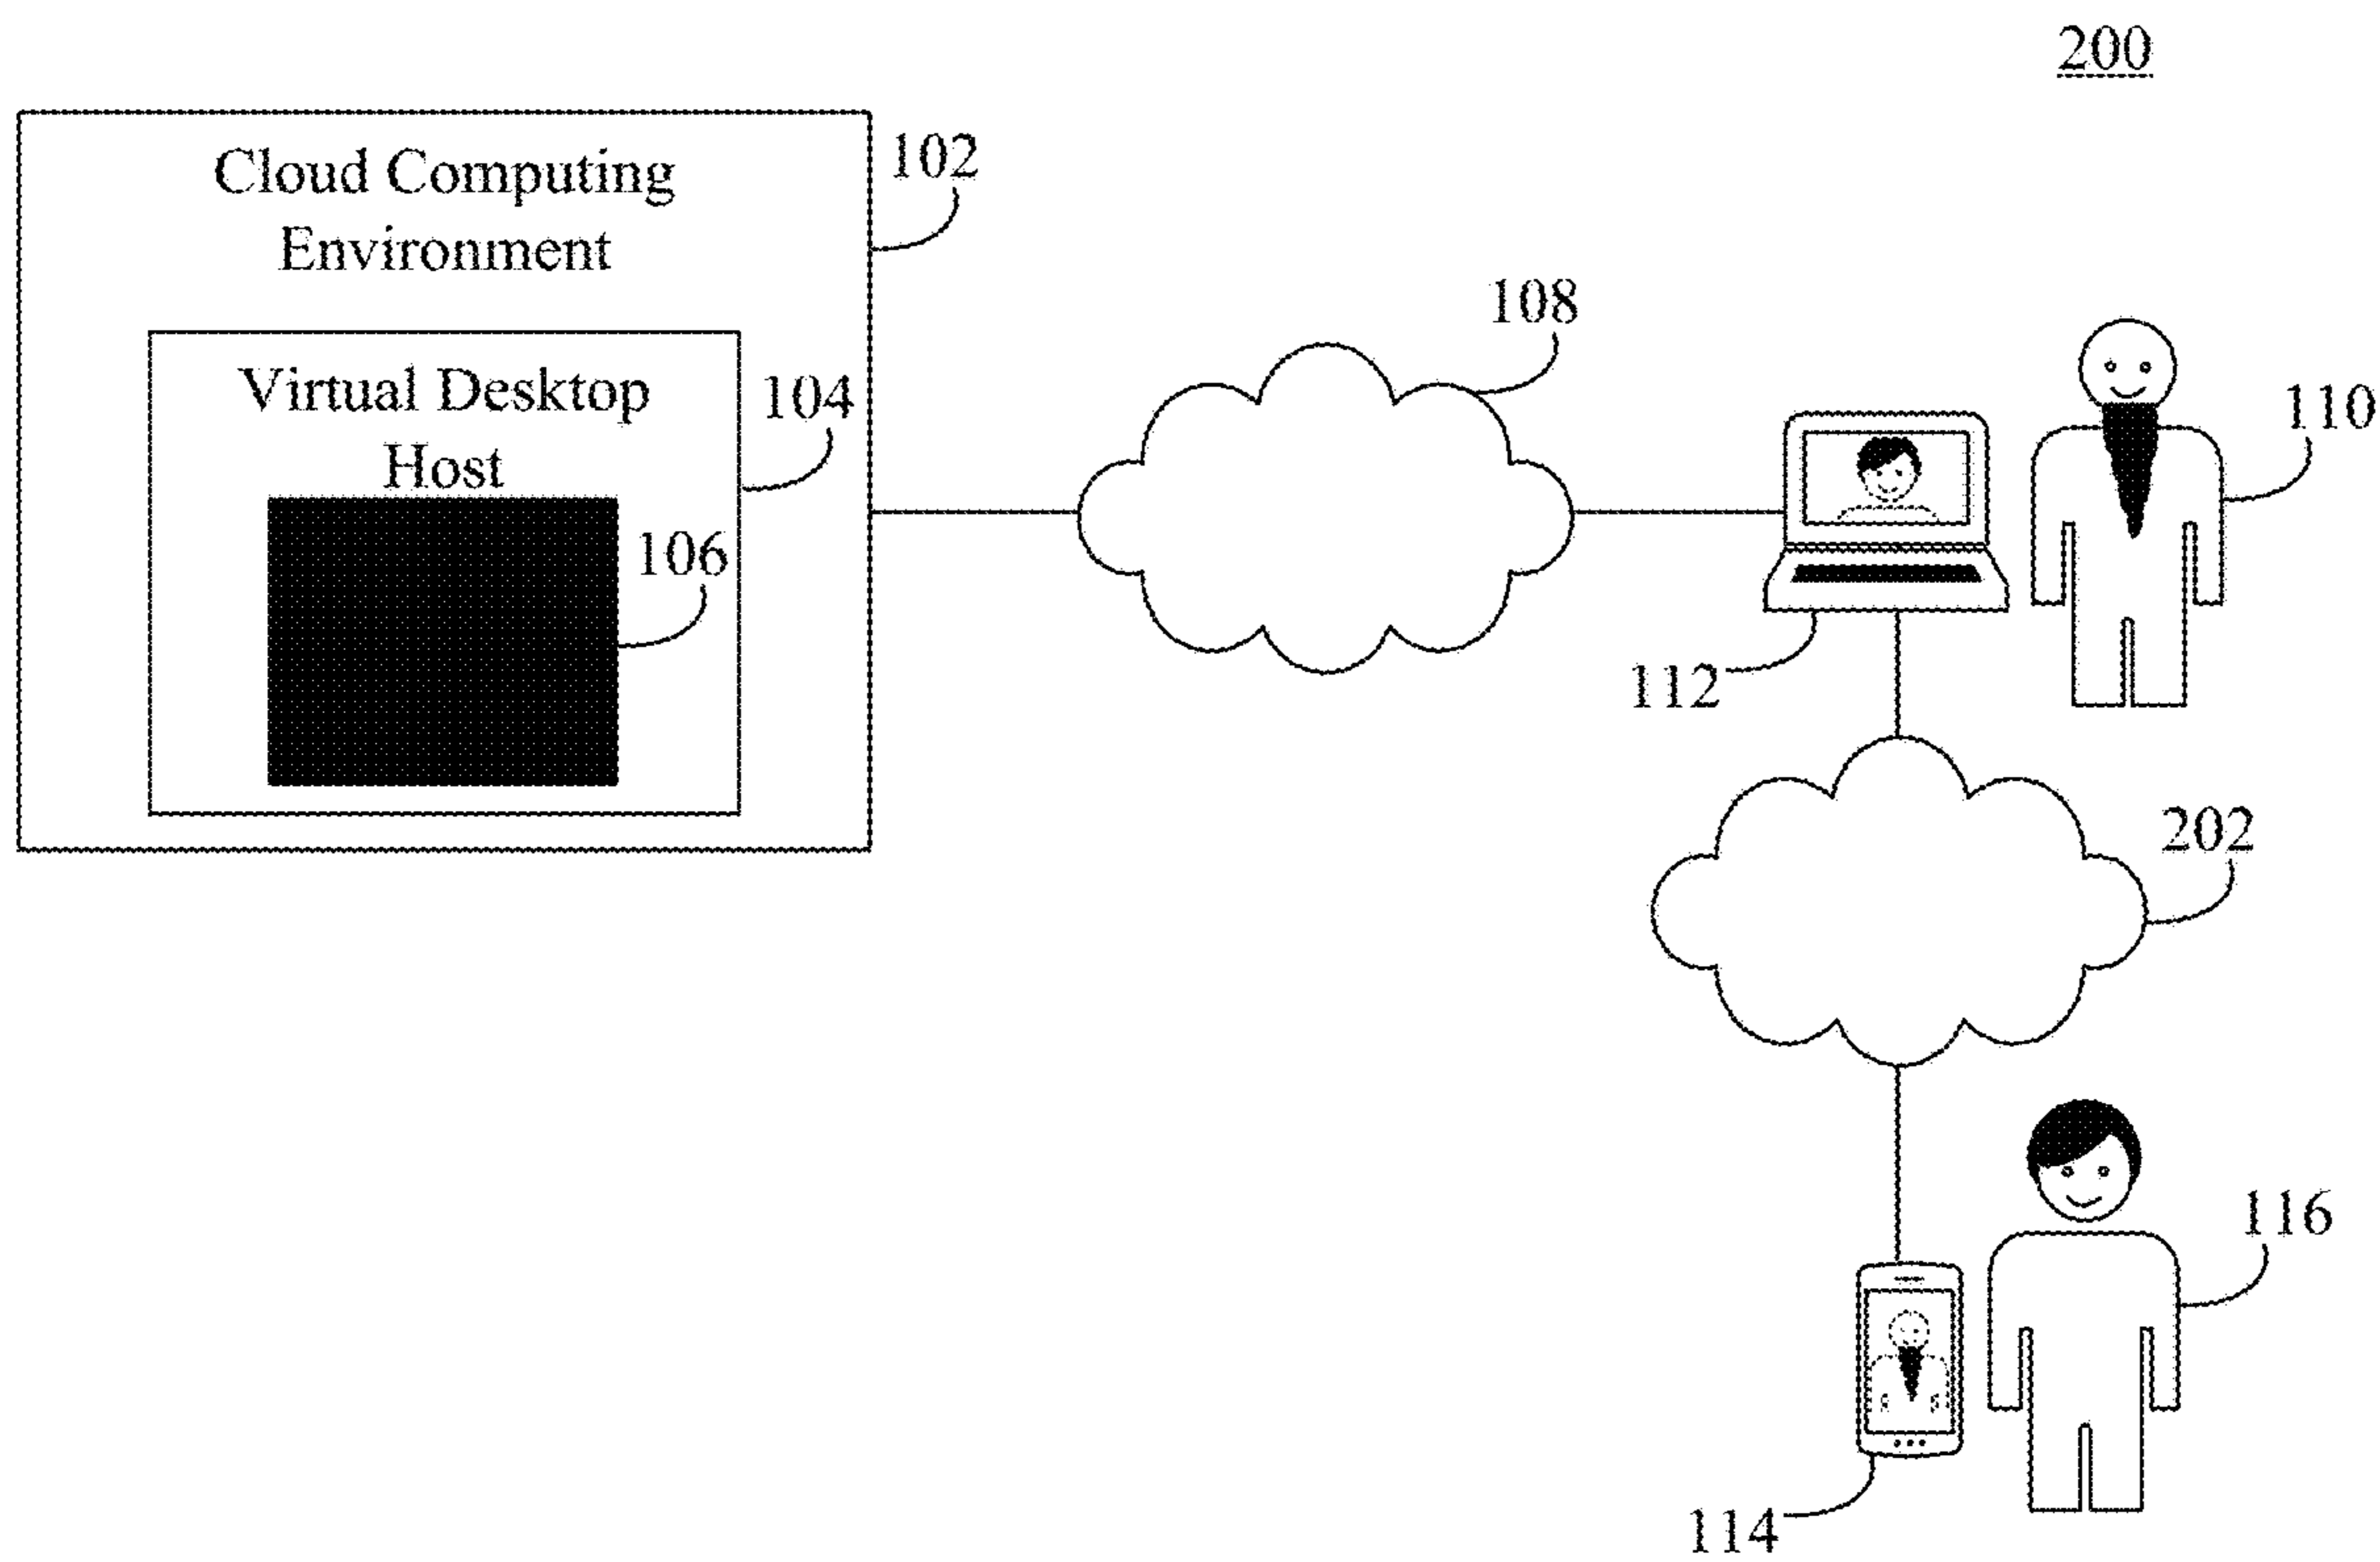 200
Cloud Computing
Environment
102
Virtual Desktop
Host
104
106
108
110
112
202
116
114